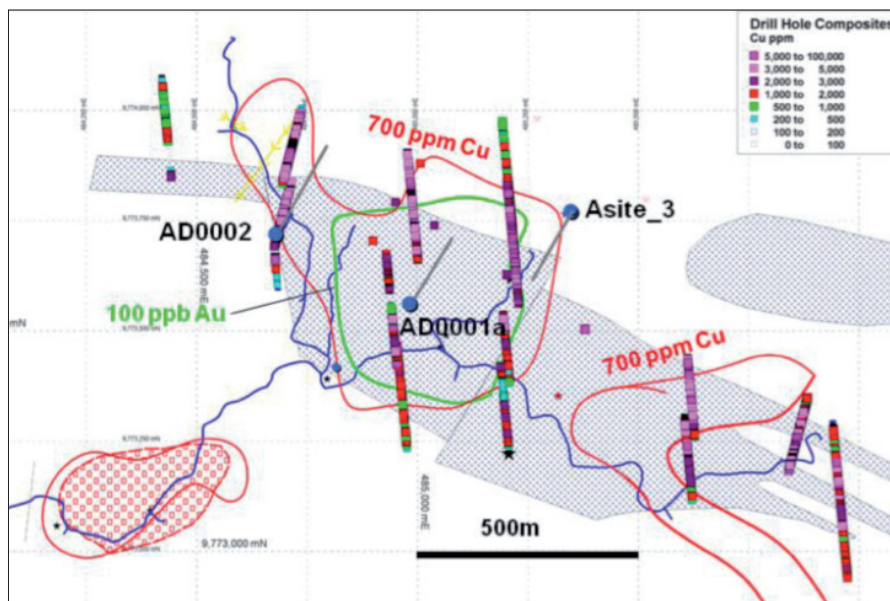 Drill Hole Composites
Cu ppm
5,000 to 100,000
3,000 to 5,000
2,000 to 3,000
1,000 to 2,000
500 to 1,000
200 to 500
100 to 200
0 to 100
700 ppm Cu
Asite_3
AD0002
484,500 mE
100 ppb Au
mN
AD0001a
700 ppm Cu
485,000 mE
500m
9,773,000 mN